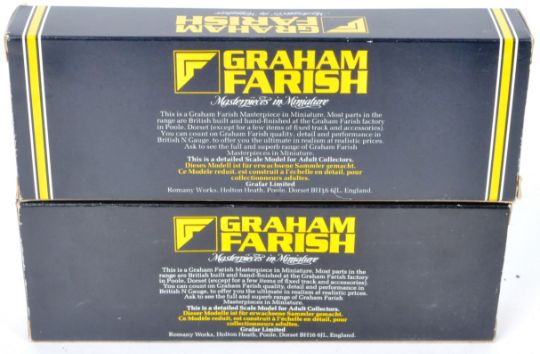 Masterpieces in Miniature
GRAHAM
FARISH
Masterpieces in Miniature
This is a Graham Farish Masterpiece in Miniature. Most parts in the
range are British built and hand-finished at the Graham Farish factory
in Poole, Dorset (except for a few items of fixed track and accessories).
You can count on Graham Farish quality, detail and performance in
British N Gauge, to offer you the ultimate in realism at realistic prices.
Ask to see the full and superb range of Graham Farish
Masterpieces in Miniature.
This is a detailed Scale Model for Adult Collectors.
Dieses Modell ist für erwachsene Sammler gemacht.
Ce Modele reduit, est construit à l'échelle en détail, pour
collectionneurs adultes.
Grafar Limited
Romany Works, Holton Heath, Poole, Dorset BH16 6JL, England.
GRAHAM
FARISH
Masterpieces in Miniature
This is a Graham Farish Masterpiece in Miniature. Most parts in the
range are British built and hand-finished at the Graham Farish factory
in Poole, Dorset (except for a few items of fixed track and accessories).
You can count on Graham Farish quality, detail and performance in
British N Gauge, to offer you the ultimate in realism at realistic prices.
Ask to see the full and superb range of Graham Farish
Masterpieces in Miniature.
This is a detailed Scale Model for Adult Collectors.
Dieses Modelle ist für erwachsene Sammler gemacht.
Ce Modele reduit, est construit à l'échelle en détail, pour
collectionneurs adultes.
Grafar Limited
Romany Works, Holton Heath, Poole, Dorset BH16 6JL, England.